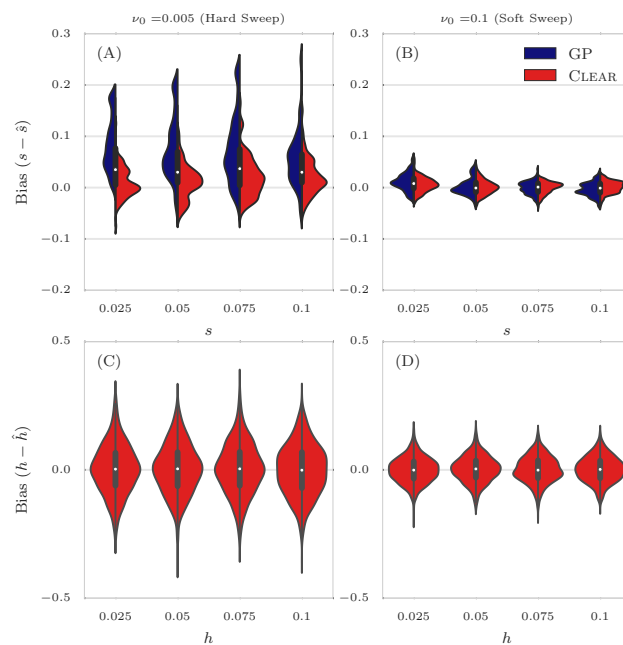 ν0 =0.005 (Hard Sweep)
ν0 =0.1 (Soft Sweep)
(A)
(B)
GP
CLEAR
Bias (s − ŝ)
0.3
0.2
0.1
0.0
−0.1
−0.2
0.3
0.2
0.1
0.0
−0.1
−0.2
0.025 0.05 0.075 0.1
0.025 0.05 0.075 0.1
s
s
(C)
(D)
Bias (h − ĥ)
0.5
0.0
−0.5
0.5
0.0
−0.5
0.025 0.05 0.075 0.1
0.025 0.05 0.075 0.1
h
h